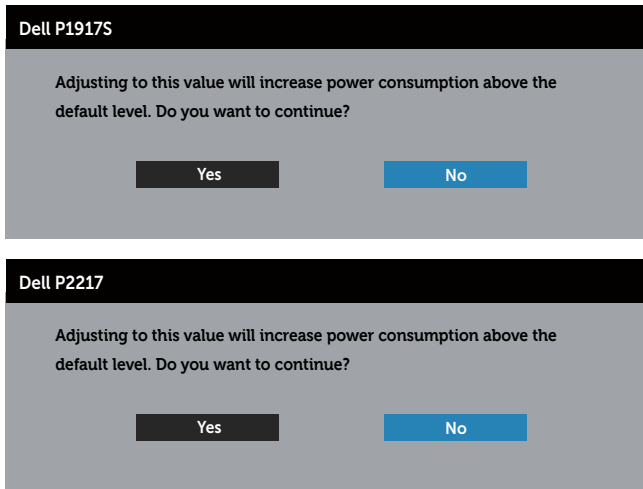 Dell P1917S
Adjusting to this value will increase power consumption above the
default level. Do you want to continue?
Yes No
Dell P2217
Adjusting to this value will increase power consumption above the
default level. Do you want to continue?
Yes No